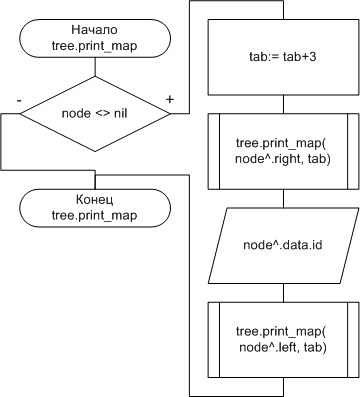 Начало
tree.print_map
-
node <> nil
+
Конец
tree.print_map
tab:= tab+3
tree.print_map(
node^.right, tab)
node^.data.id
tree.print_map(
node^.left, tab)